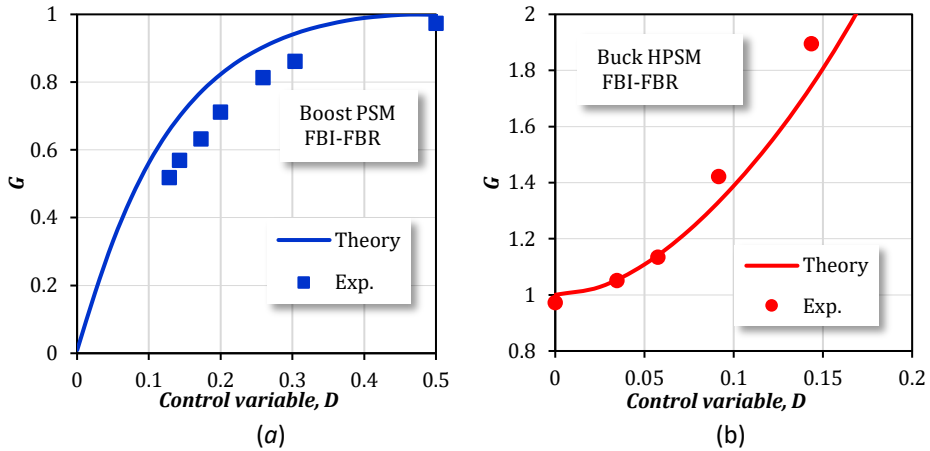 1
0.8
0.6
0.4
0.2
0
G
Boost PSM
FBI-FBR
Theory
Exp.
0 0.1 0.2 0.3 0.4 0.5
Control variable, D
(a)
2
1.8
1.6
1.4
1.2
1
0.8
G
Buck HPSM
FBI-FBR
Theory
Exp.
0 0.05 0.1 0.15 0.2
Control variable, D
(b)